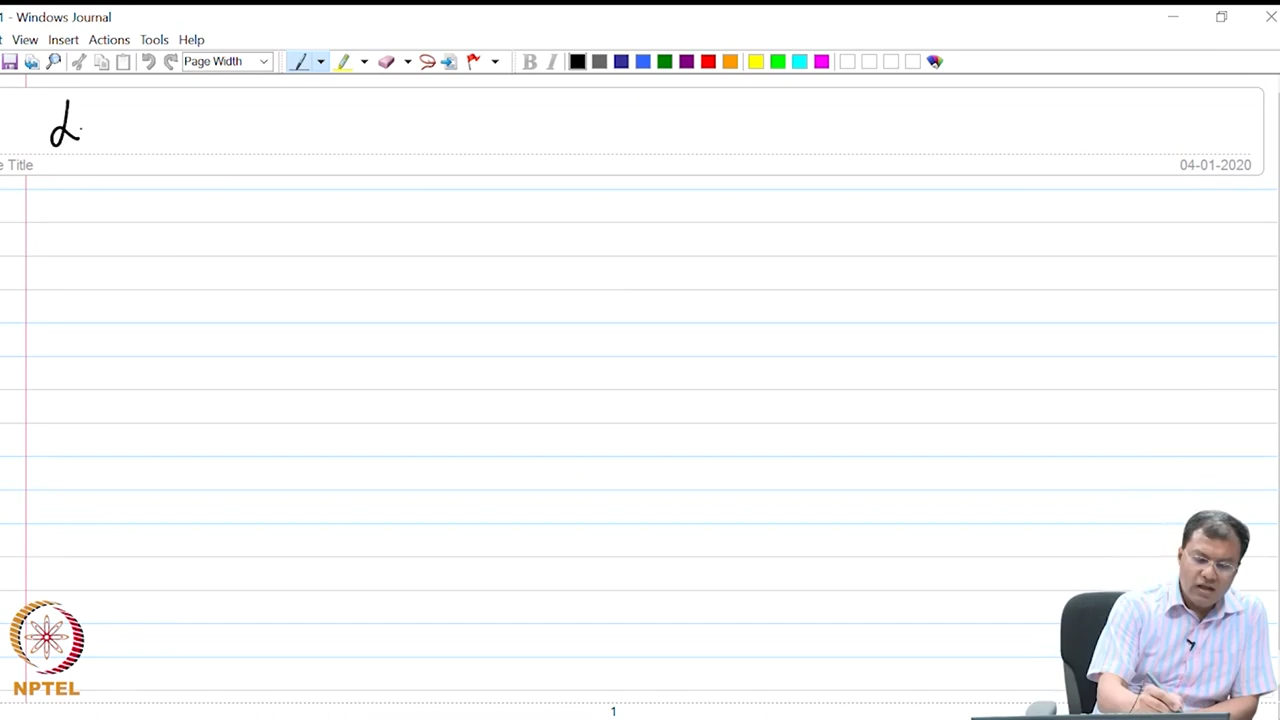 1 - Windows Journal
t View Insert Actions Tools Help
Page Width B I
d
e Title 04-01-2020
NPTEL
1